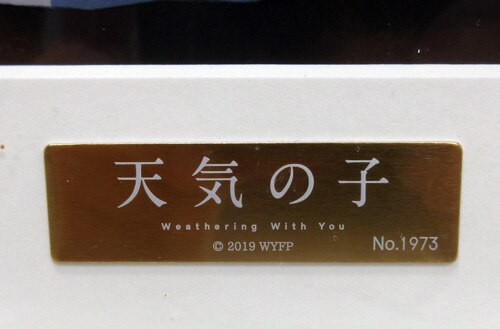 天気の子
Weathering With You
© 2019 WYFP
No.1973